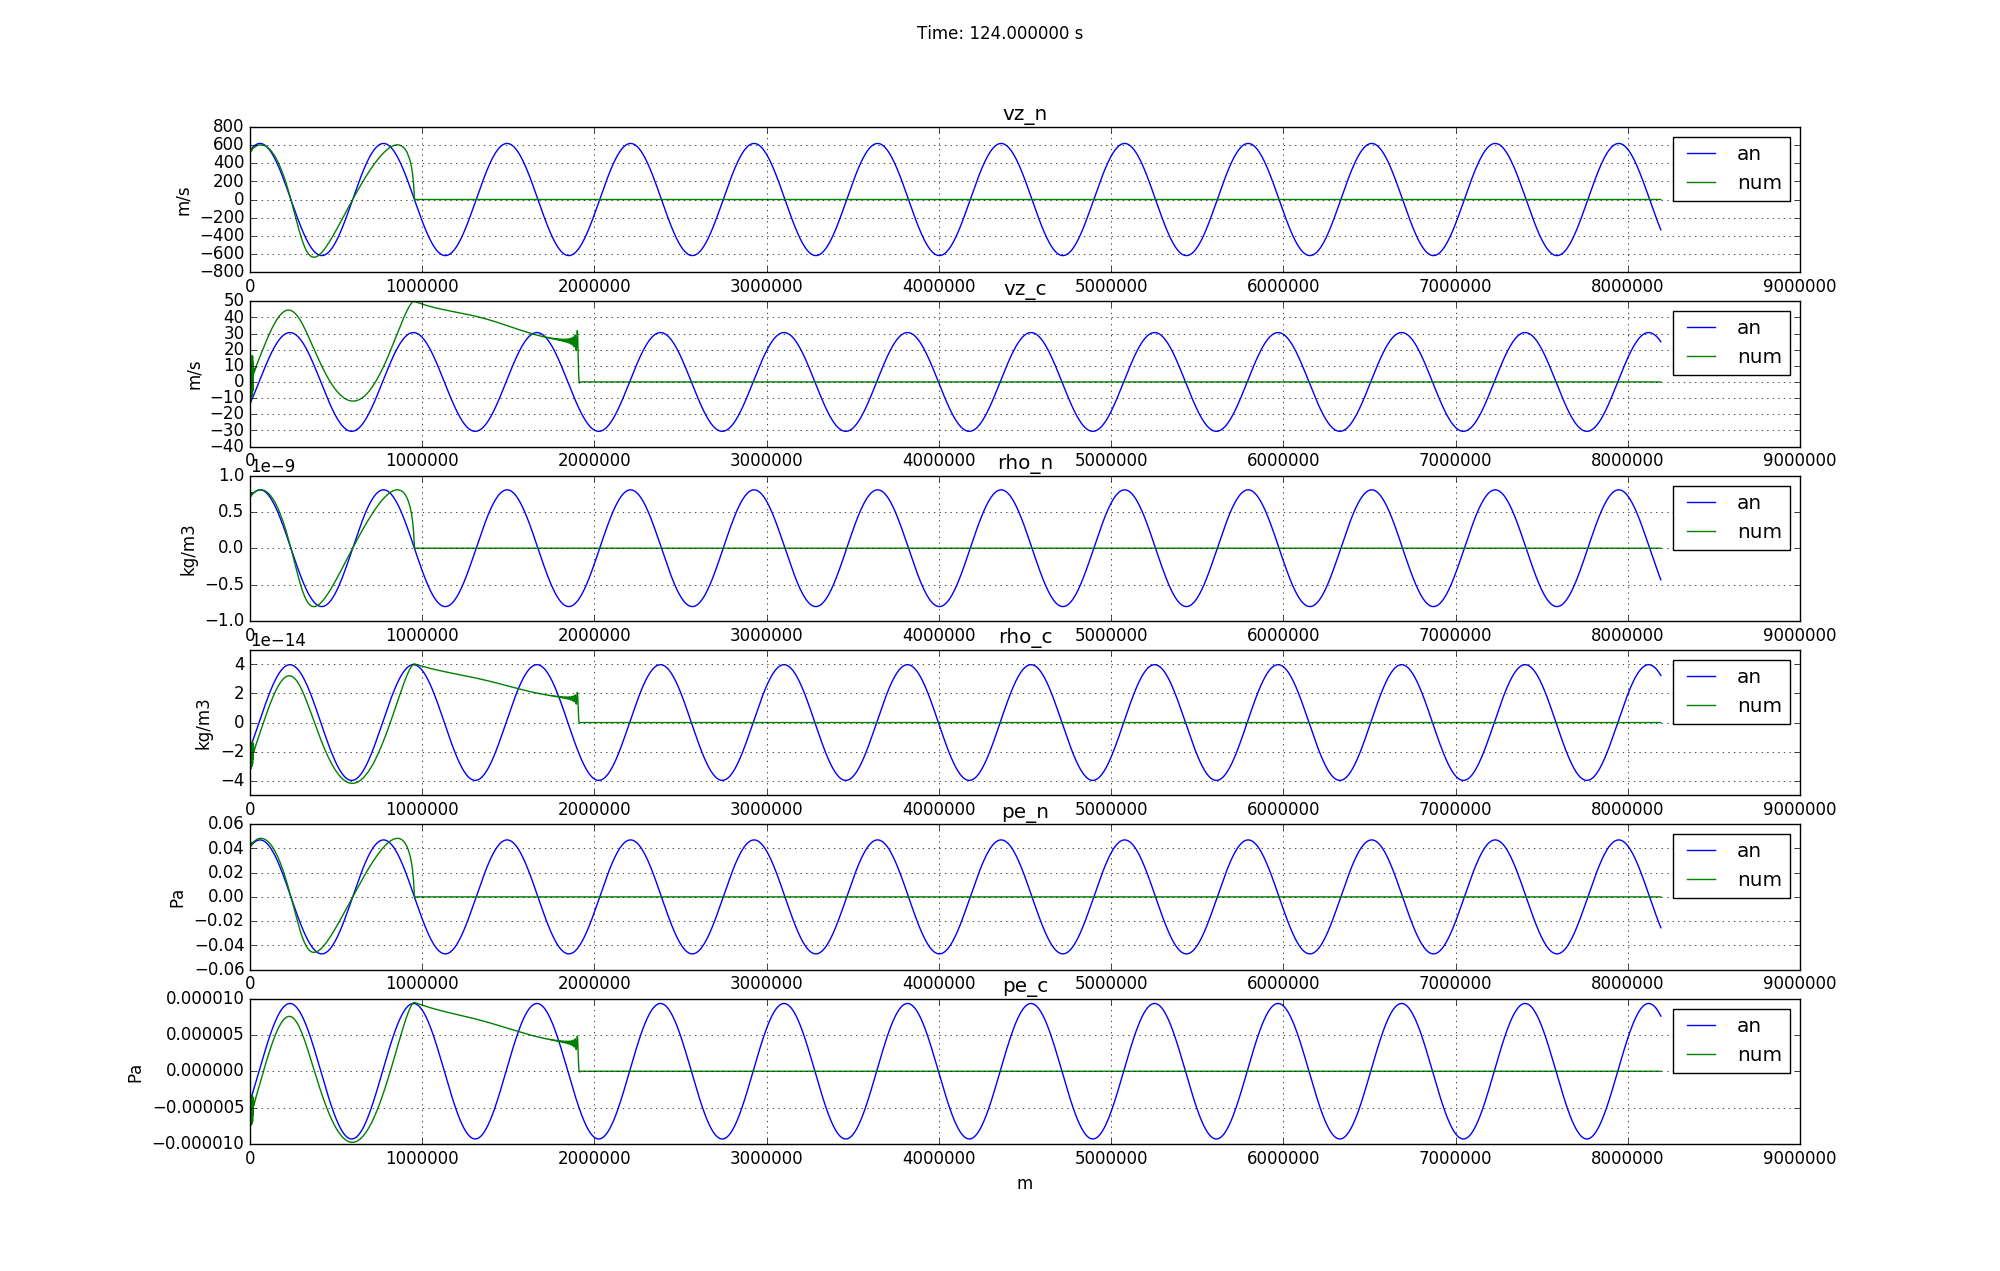 Time: 124.000000 s
vz_n
800
600
400
200
0
−200
−400
−600
−800
m/s
an
num
0 1000000 2000000 3000000 4000000 5000000 6000000 7000000 8000000 9000000
vz_c
50
40
30
20
10
0
−10
−20
−30
−40
m/s
an
num
0 1000000 2000000 3000000 4000000 5000000 6000000 7000000 8000000 9000000
1e−9
rho_n
1.0
0.5
0.0
−0.5
−1.0
kg/m3
an
num
0 1000000 2000000 3000000 4000000 5000000 6000000 7000000 8000000 9000000
1e−14
rho_c
4
2
0
−2
−4
kg/m3
an
num
0 1000000 2000000 3000000 4000000 5000000 6000000 7000000 8000000 9000000
pe_n
0.06
0.04
0.02
0.00
−0.02
−0.04
−0.06
Pa
an
num
0 1000000 2000000 3000000 4000000 5000000 6000000 7000000 8000000 9000000
pe_c
0.000010
0.000005
0.000000
−0.000005
−0.000010
Pa
an
num
0 1000000 2000000 3000000 4000000 5000000 6000000 7000000 8000000 9000000
m